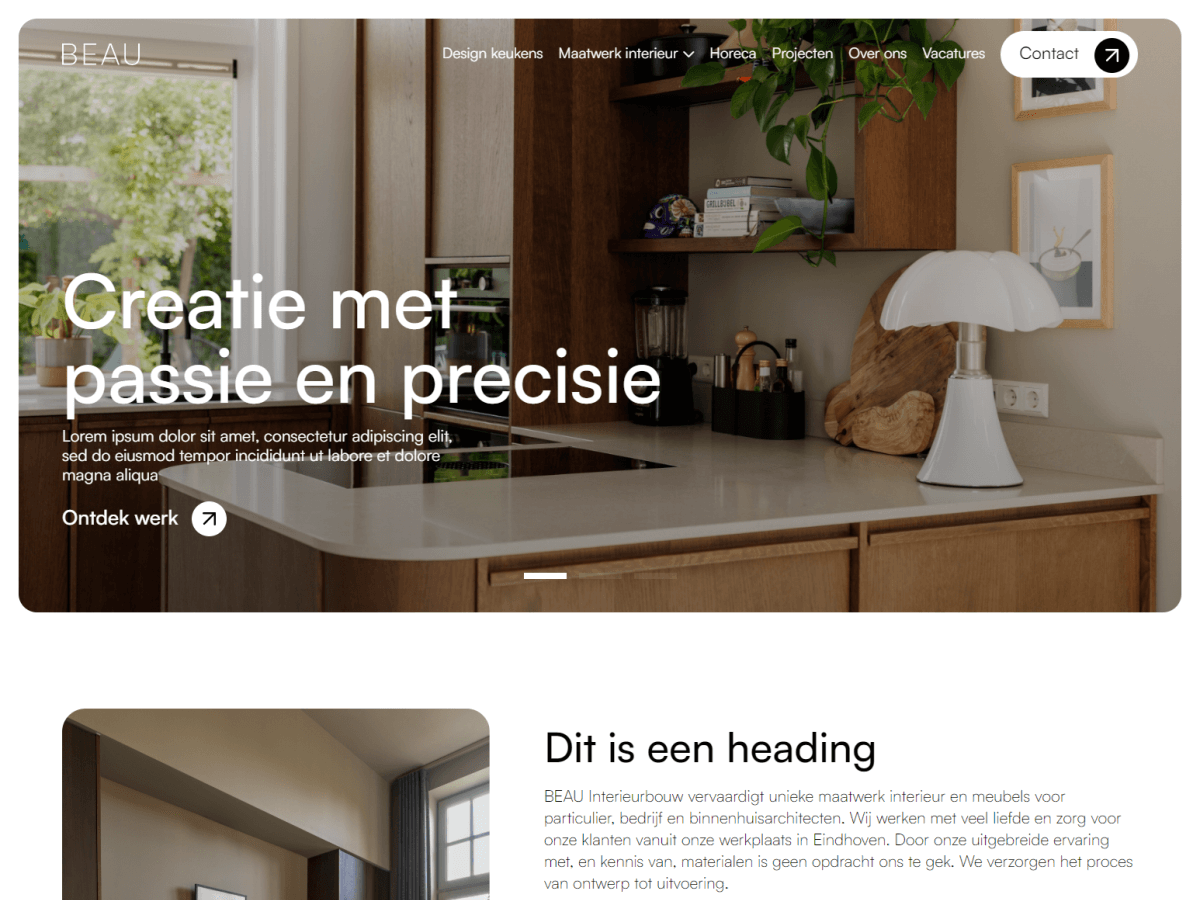 BEAU
Design keukens
Maatwerk interieur
Horeca
Projecten
Over ons
Vacatures
Contact
GRILLBIJBEL
Creatie met
passie en precisie
Lorem ipsum dolor sit amet, consectetur adipiscing elit,
sed do eiusmod tempor incididunt ut labore et dolore
magna aliqua
Ontdek werk
Dit is een heading
BEAU Interieurbouw vervaardigt unieke maatwerk interieur en meubels voor
particulier, bedrijf en binnenhuisarchitecten. Wij werken met veel liefde en zorg voor
onze klanten vanuit onze werkplaats in Eindhoven. Door onze uitgebreide ervaring
met, en kennis van, materialen is geen opdracht ons te gek. We verzorgen het proces
van ontwerp tot uitvoering.